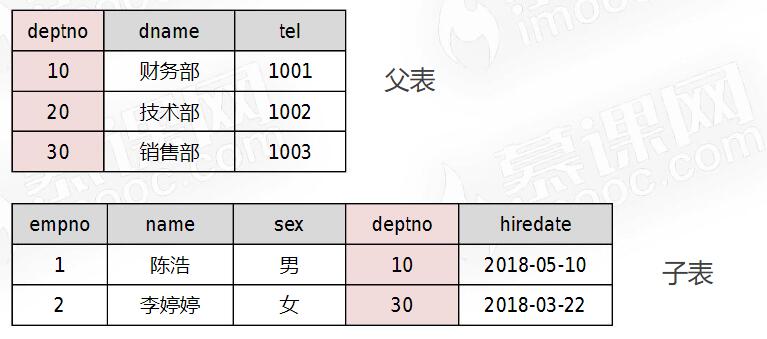 deptno dname tel
10 财务部 1001
20 技术部 1002
30 销售部 1003
父表
empno name sex deptno hiredate
1 陈浩 男 10 2018-05-10
2 李婷婷 女 30 2018-03-22
子表
慕课网
imooc.com